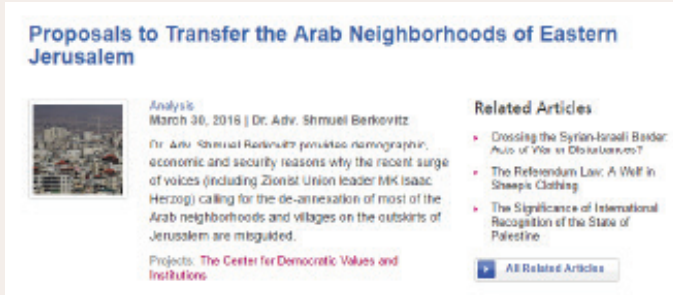 Proposals to Transfer the Arab Neighborhoods of Eastern
Jerusalem
Analysis
March 30, 2016 | Dr. Adv. Shmuel Berkovitz
Dr. Adv. Shmuel Berkovitz provides demographic,
economic and security reasons why the recent surge
of voices (including Zionist Union leader MK Isaac
Herzog) calling for the de-annexation of most of the
Arab neighborhoods and villages on the outskirts of
Jerusalem are misguided.
Projects: The Center for Democratic Values and
Institutions
Related Articles
Crossing the Syrian-Israeli Border:
Acts of War or Disturbances?
The Referendum Law: A Wolf in
Sheep's Clothing
The Significance of International
Recognition of the State of
Palestine
All Related Articles